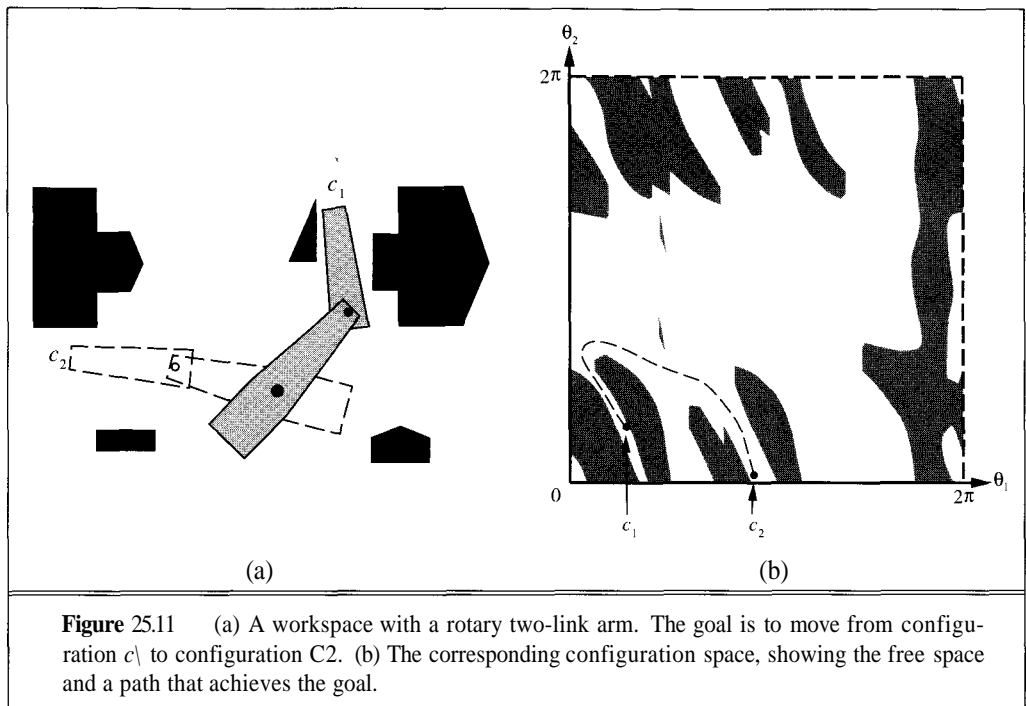 c1
c2
(a)
θ2
2π
0
2π
θ1
c1
c2
(b)
Figure 25.11 (a) A workspace with a rotary two-link arm. The goal is to move from configu-
ration c\ to configuration C2. (b) The corresponding configuration space, showing the free space
and a path that achieves the goal.